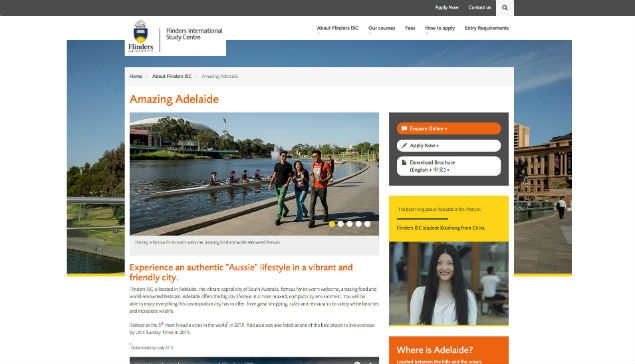 Apply Now Contact us
Flinders International
Study Centre
Flinders
UNIVERSITY
About Flinders ISC Our courses Fees How to apply Entry Requirements
Home About Flinders ISC Amazing Adelaide
Amazing Adelaide
Enquire Online »
Apply Now »
Download Brochure
(English + 中文) »
"The best thing about Adelaide is the lifestyle."
Flinders ISC student Xiaohong from China
The city is famous for its warm welcome, amazing food and world-renowned festivals
Experience an authentic "Aussie" lifestyle in a vibrant and
friendly city.
Flinders ISC is located in Adelaide, the vibrant capital city of South Australia, famous for its warm welcome, amazing food and
world-renowned festivals. Adelaide offers the big city lifestyle in a more relaxed, compact city environment. You will be
able to enjoy everything this cosmopolitan city has to offer, from great shopping, cafes and restaurants to sandy white beaches
and incredible wildlife.
Ranked as the 5th most liveable cities in the world* in 2015, Adelaide was also listed as one of the best places to live overseas
by UK's Sunday Times in 2015.
Where is Adelaide?
Located between the hills and the ocean,